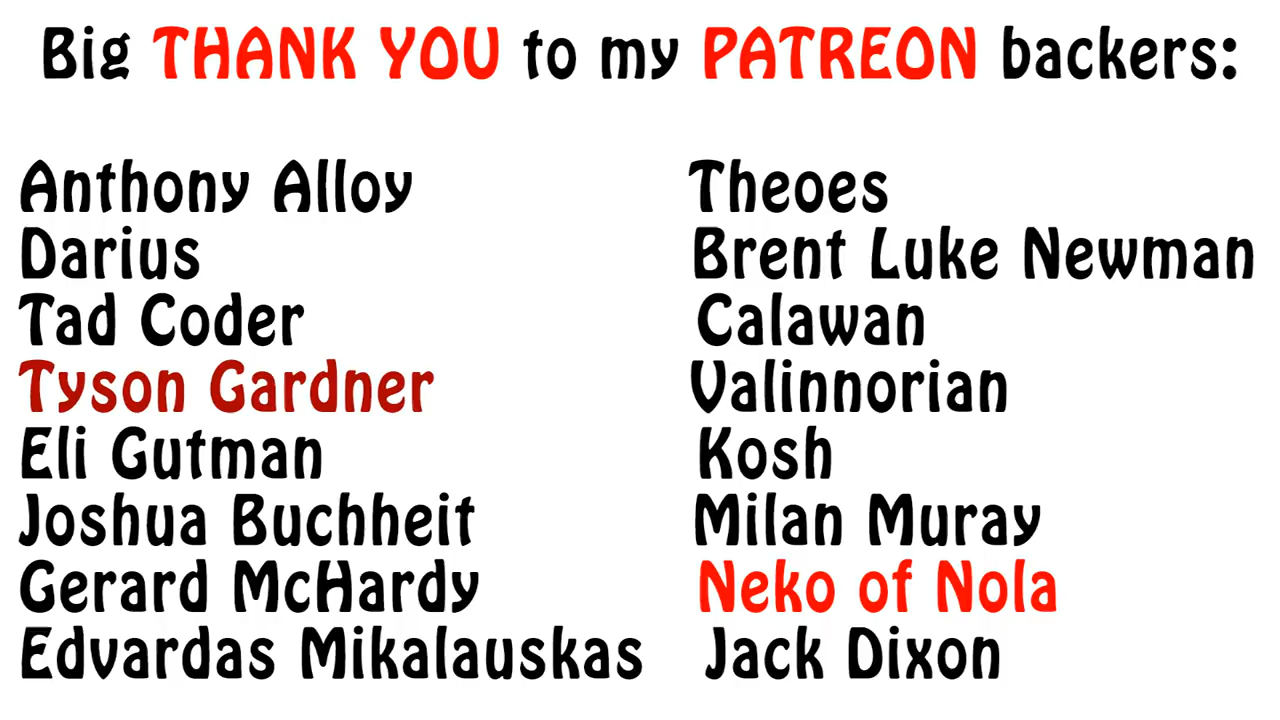 Big THANK YOU to my PATREON backers:
Anthony Alloy
Darius
Tad Coder
Tyson Gardner
Eli Gutman
Joshua Buchheit
Gerard McHardy
Edvardas Mikalauskas
Theoes
Brent Luke Newman
Calawan
Valinnorian
Kosh
Milan Muray
Neko of Nola
Jack Dixon